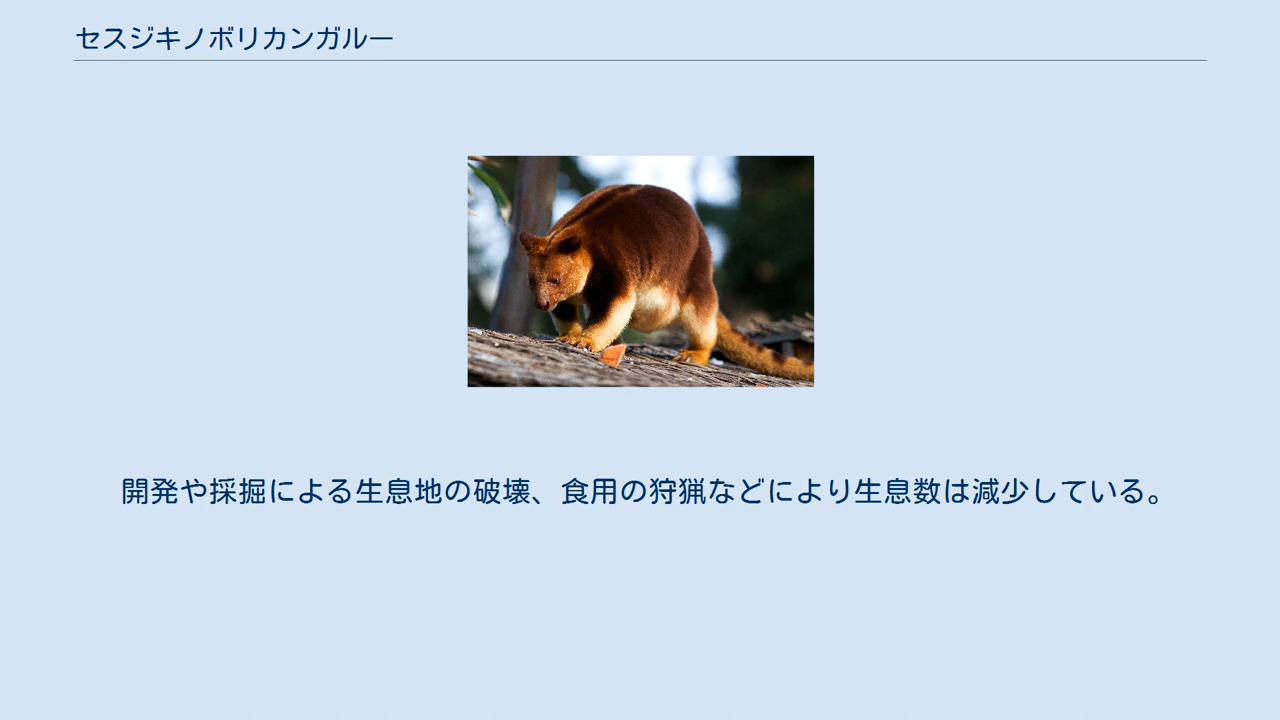 セスジキノボリカンガルー
開発や採掘による生息地の破壊、食用の狩猟などにより生息数は減少している。